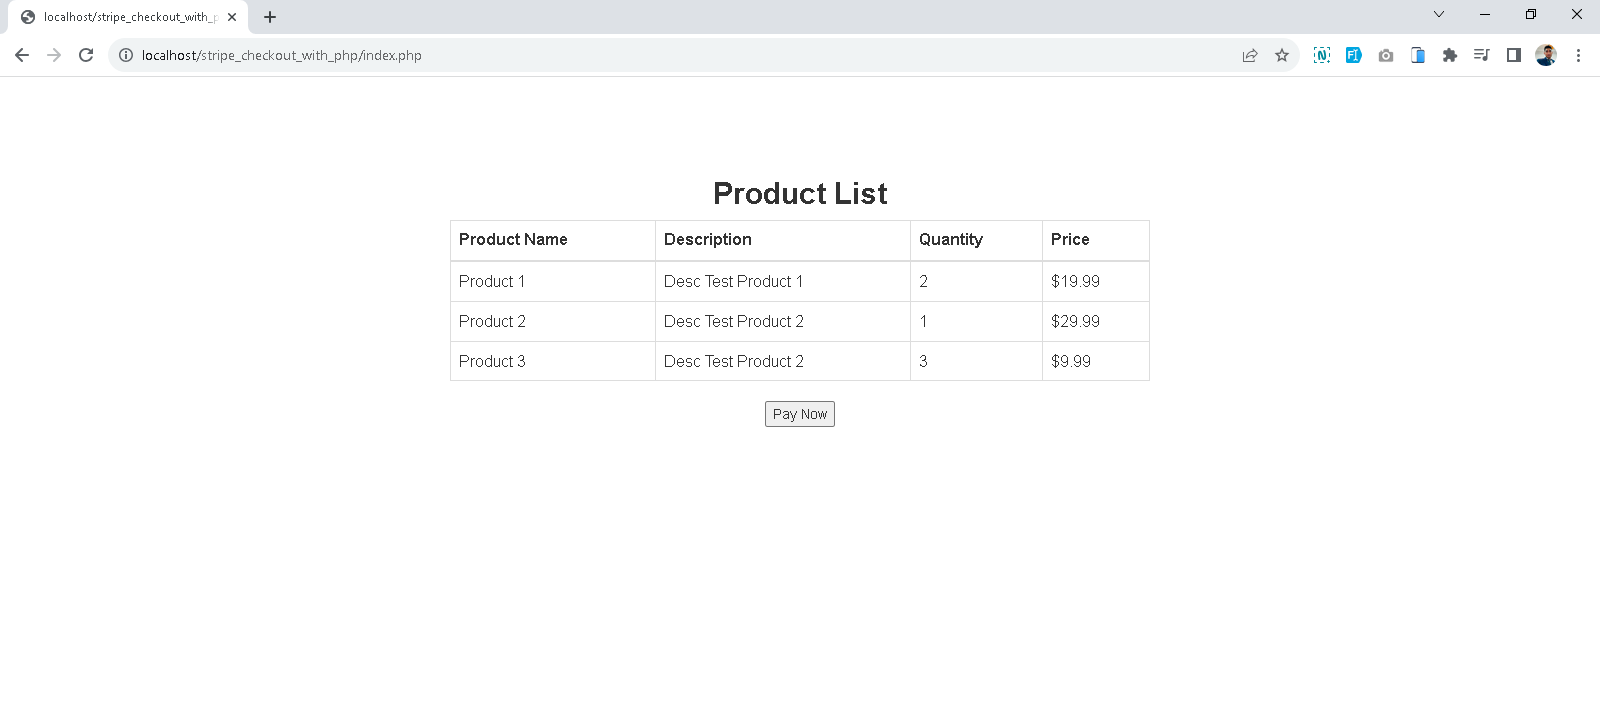 localhost/stripe_checkout_with_p
localhost/stripe_checkout_with_php/index.php
Product List
Product Name Description Quantity Price
Product 1 Desc Test Product 1 2 $19.99
Product 2 Desc Test Product 2 1 $29.99
Product 3 Desc Test Product 2 3 $9.99
Pay Now